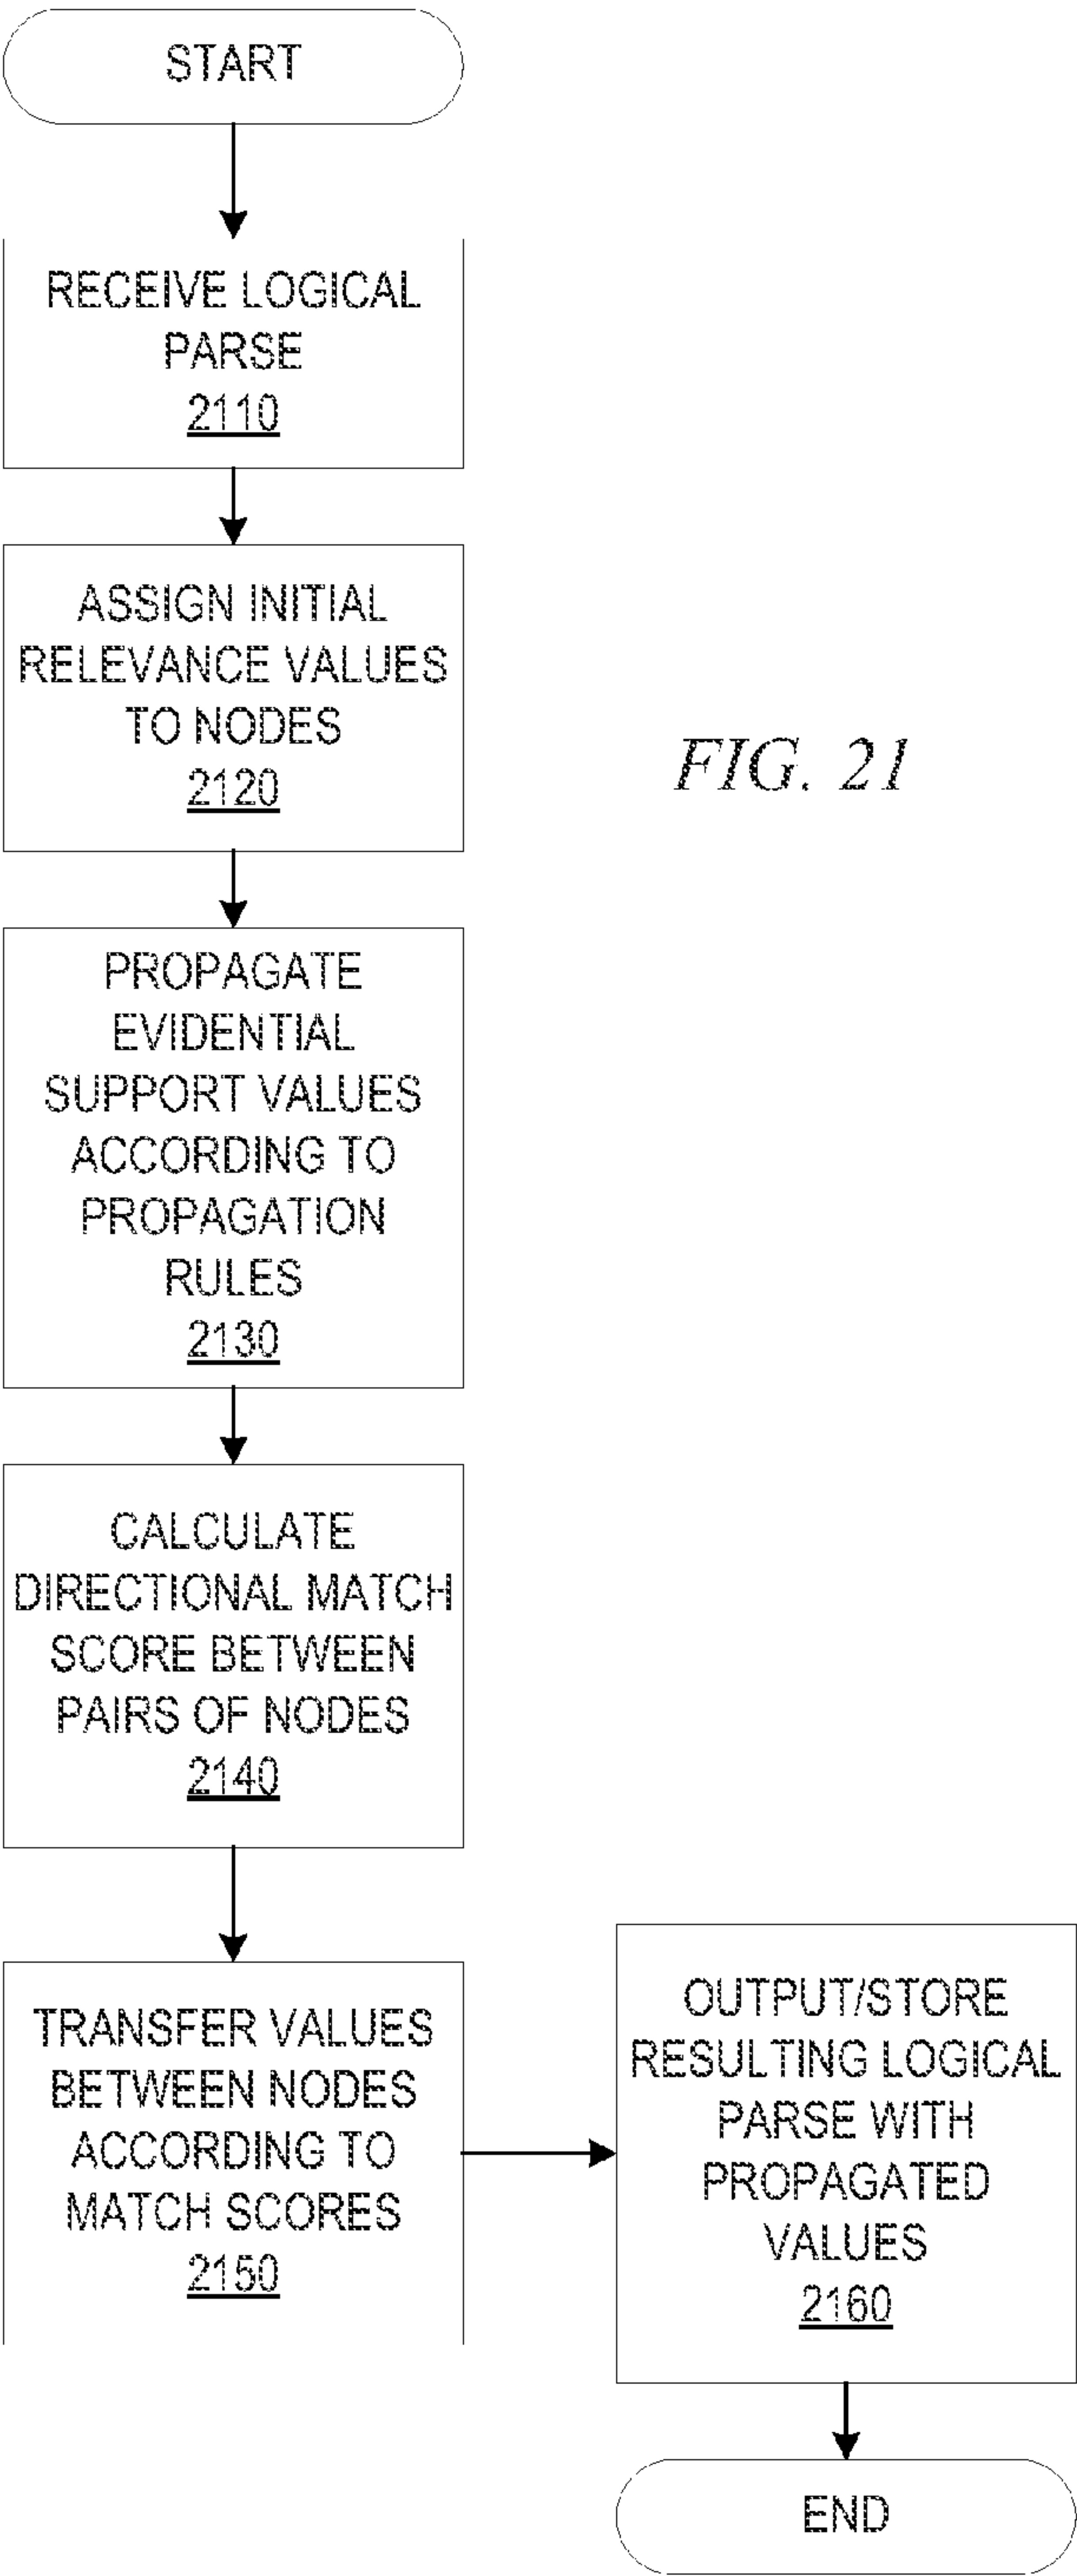 START
RECEIVE LOGICAL
PARSE
2110
ASSIGN INITIAL
RELEVANCE VALUES
TO NODES
2120
FIG. 21
PROPAGATE
EVIDENTIAL
SUPPORT VALUES
ACCORDING TO
PROPAGATION
RULES
2130
CALCULATE
DIRECTIONAL MATCH
SCORE BETWEEN
PAIRS OF NODES
2140
TRANSFER VALUES
BETWEEN NODES
ACCORDING TO
MATCH SCORES
2150
OUTPUT/STORE
RESULTING LOGICAL
PARSE WITH
PROPAGATED
VALUES
2160
END